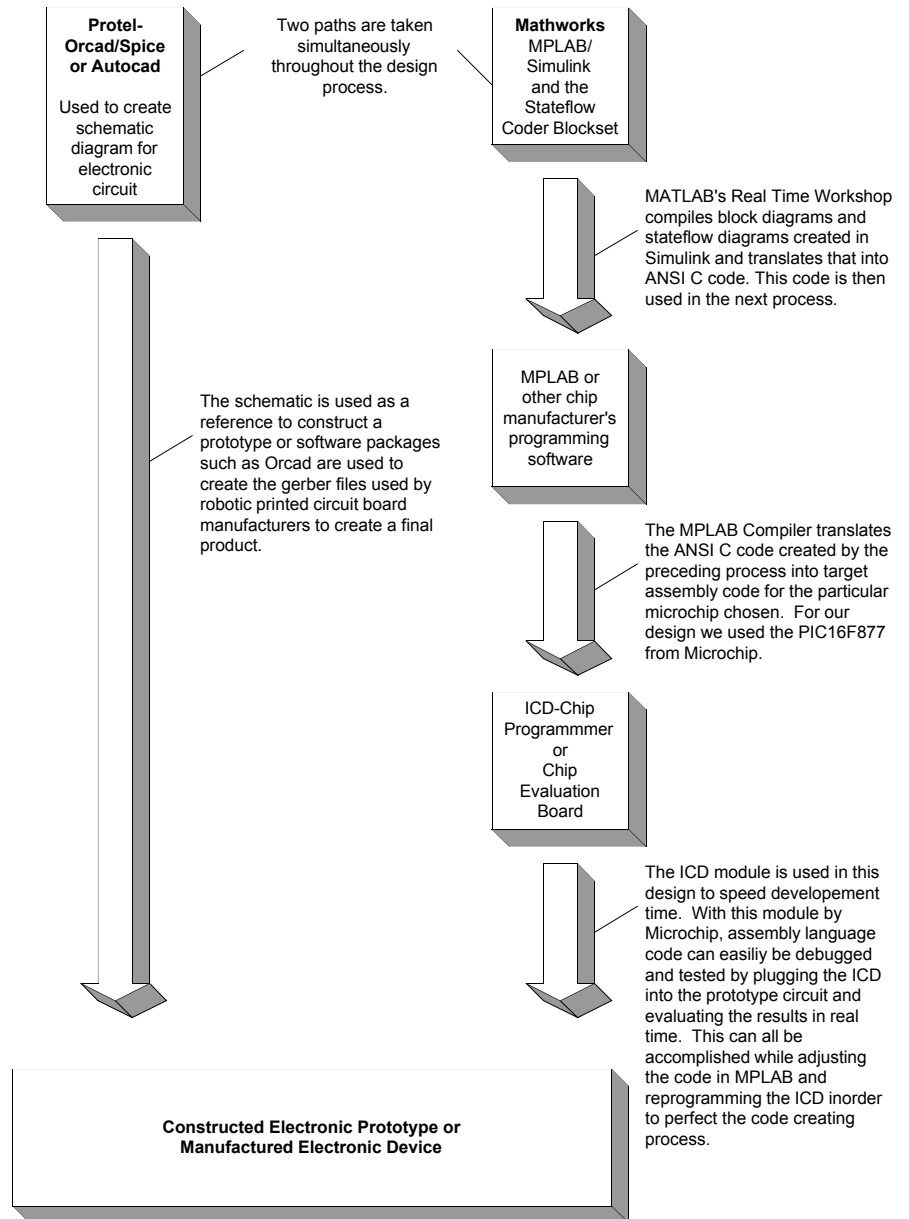 Protel-
Orcad/Spice
or Autocad
Used to create
schematic
diagram for
electronic
circuit
Two paths are taken
simultaneously
throughout the design
process.
Mathworks
MPLAB/
Simulink
and the
Stateflow
Coder Blockset
MATLAB's Real Time Workshop
compiles block diagrams and
stateflow diagrams created in
Simulink and translates that into
ANSI C code. This code is then
used in the next process.
MPLAB or
other chip
manufacturer's
programming
software
The schematic is used as a
reference to construct a
prototype or software packages
such as Orcad are used to
create the gerber files used by
robotic printed circuit board
manufacturers to create a final
product.
The MPLAB Compiler translates
the ANSI C code created by the
preceding process into target
assembly code for the particular
microchip chosen. For our
design we used the PIC16F877
from Microchip.
ICD-Chip
Programmmer
or
Chip
Evaluation
Board
The ICD module is used in this
design to speed developement
time. With this module by
Microchip, assembly language
code can easiliy be debugged
and tested by plugging the ICD
into the prototype circuit and
evaluating the results in real
time. This can all be
accomplished while adjusting
the code in MPLAB and
reprogramming the ICD inorder
to perfect the code creating
process.
Constructed Electronic Prototype or
Manufactured Electronic Device